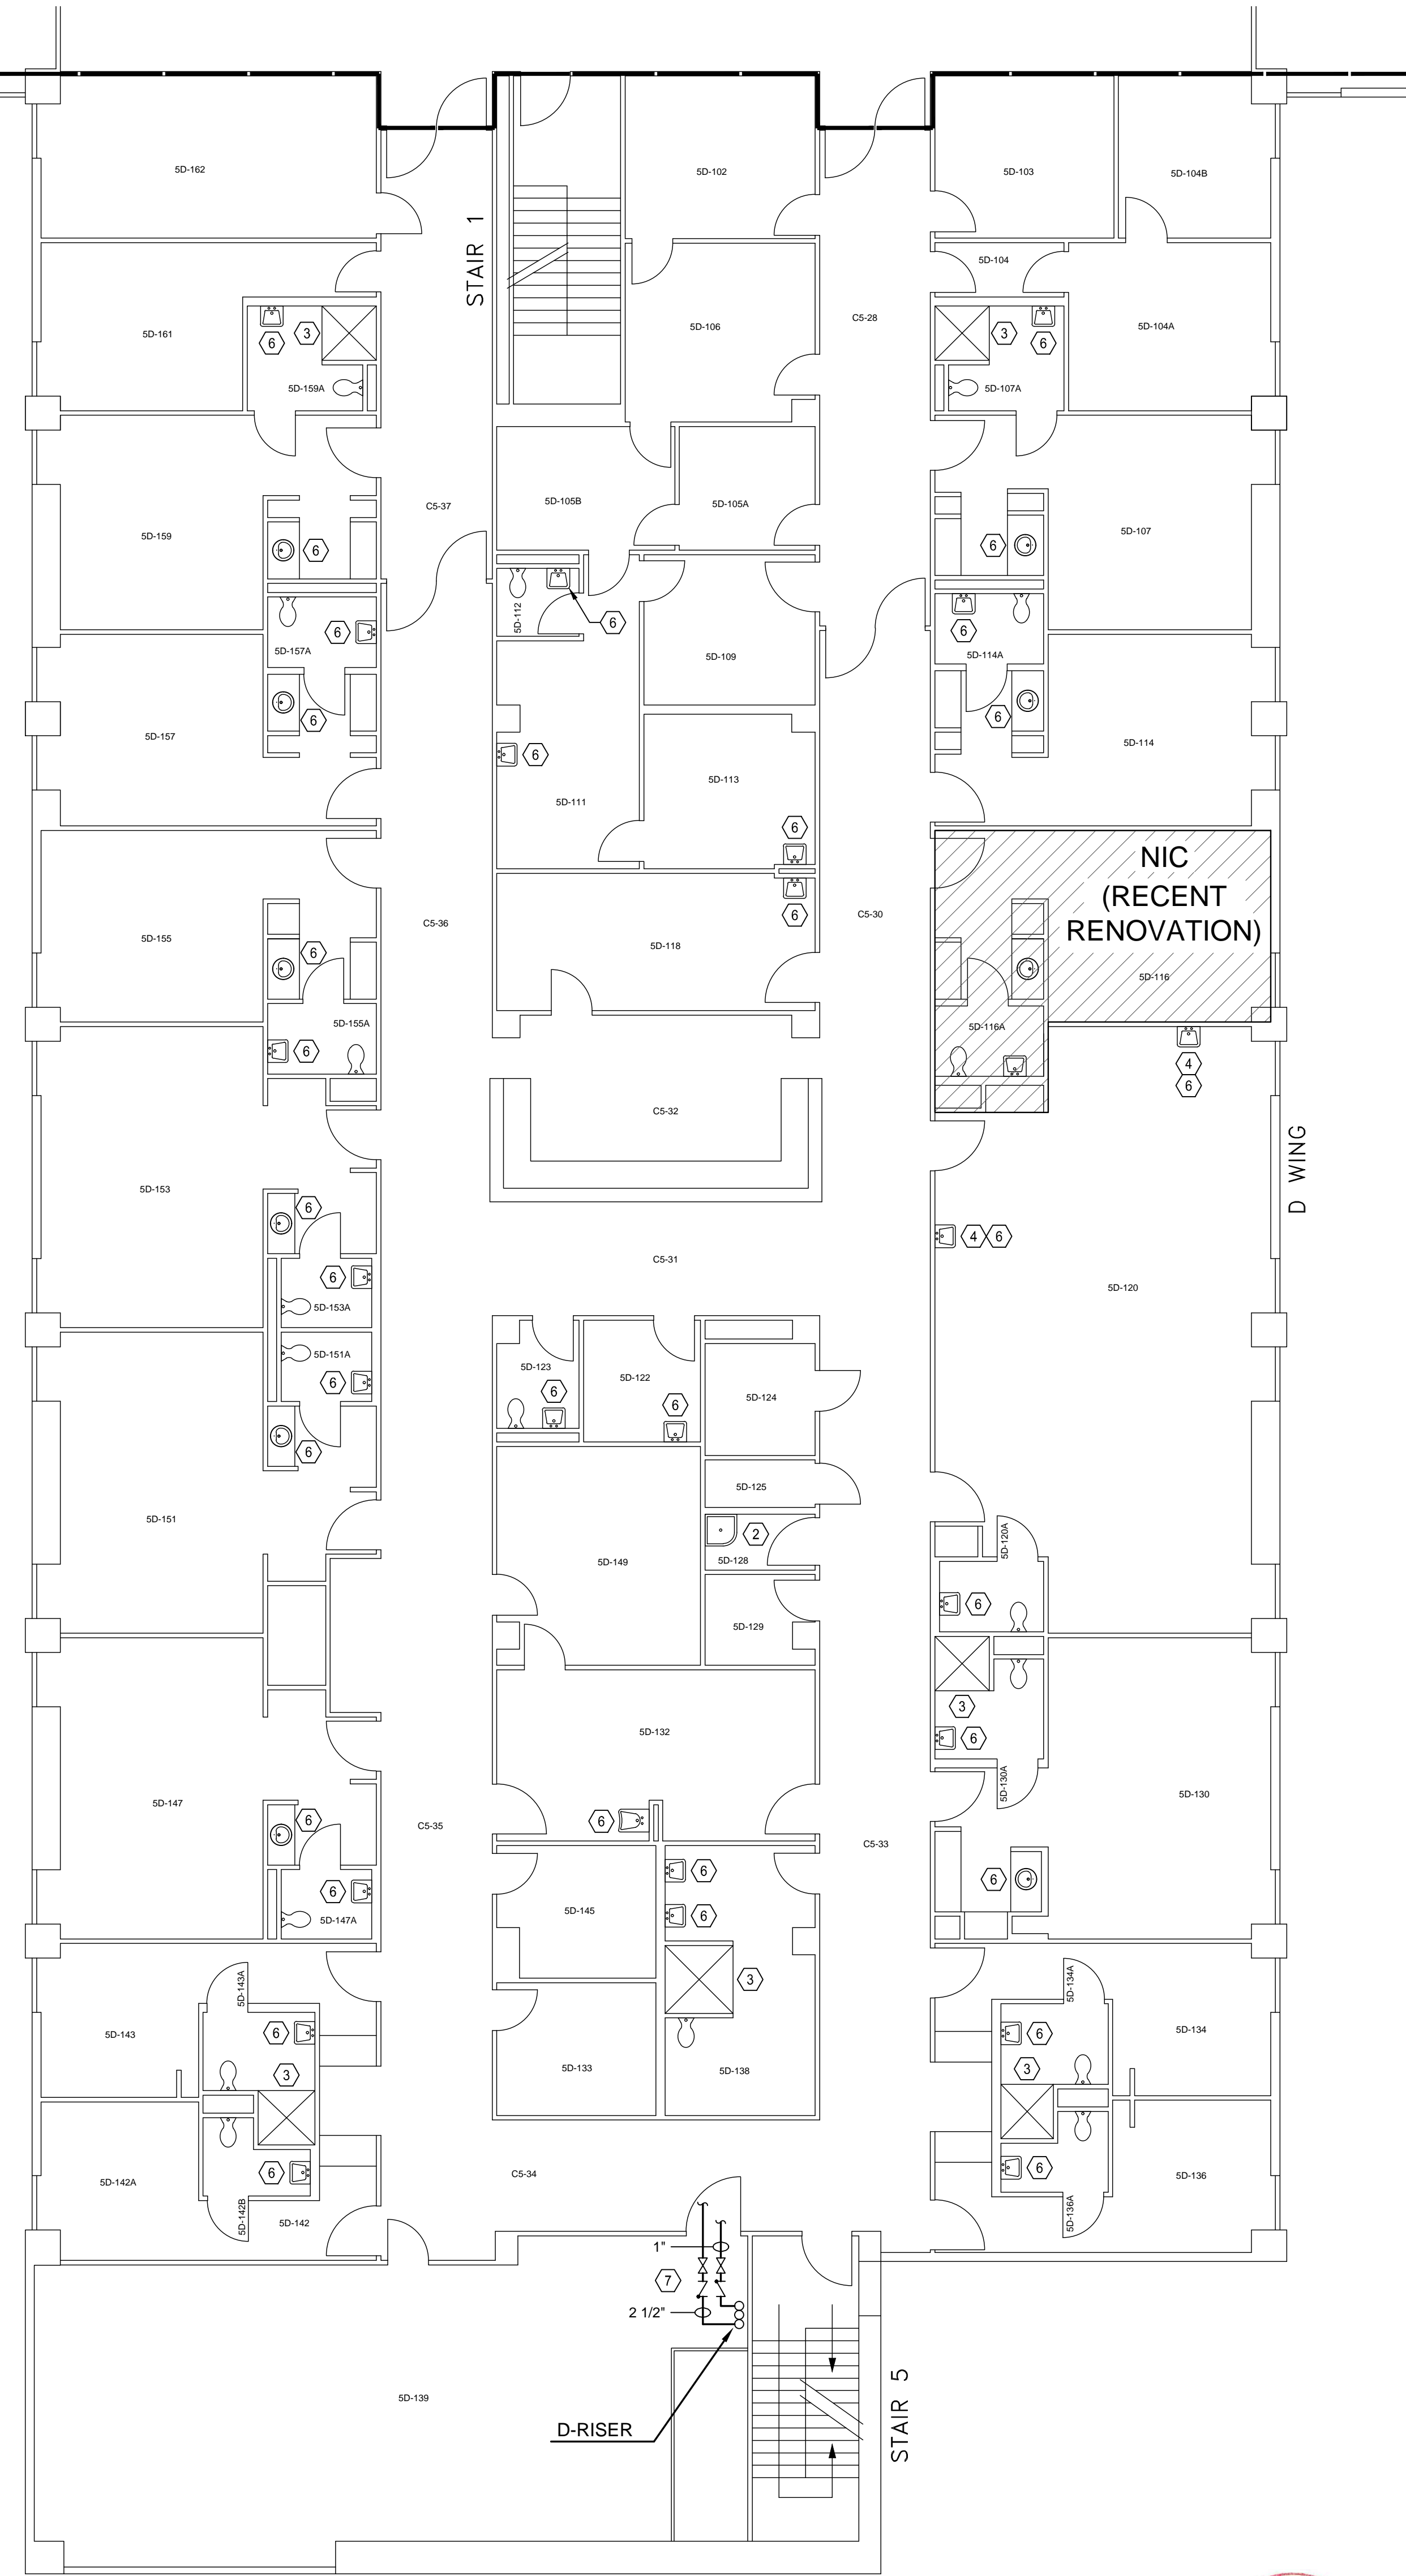 5D-162
5D-102
5D-103
5D-104B
STAIR 1
5D-104
C5-28
5D-106
5D-104A
5D-161
3
6
5D-159A
3
6
5D-107A
5D-105B
5D-105A
C5-37
5D-159
6
6
5D-107
5D-112
6
5D-109
6
5D-157A
6
5D-114A
6
5D-157
6
5D-114
6
5D-113
5D-111
6
6
NIC
(RECENT
RENOVATION)
5D-116
5D-155
6
C5-36
5D-118
C5-30
5D-155A
6
5D-116A
4
6
C5-32
D WING
5D-153
6
4
6
C5-31
5D-120
6
5D-153A
5D-151A
6
5D-123
6
5D-122
6
5D-124
6
5D-125
5D-151
2
5D-128
5D-149
5D-120A
6
5D-129
3
6
5D-132
5D-130A
5D-130
5D-147
6
6
C5-35
C5-33
6
6
5D-147A
6
6
5D-145
3
5D-143A
5D-134A
5D-143
6
3
6
3
5D-134
5D-133
5D-138
5D-142A
6
5D-142B
5D-142
C5-34
6
5D-136A
5D-136
1"
7
2 1/2"
5D-139
D-RISER
STAIR 5